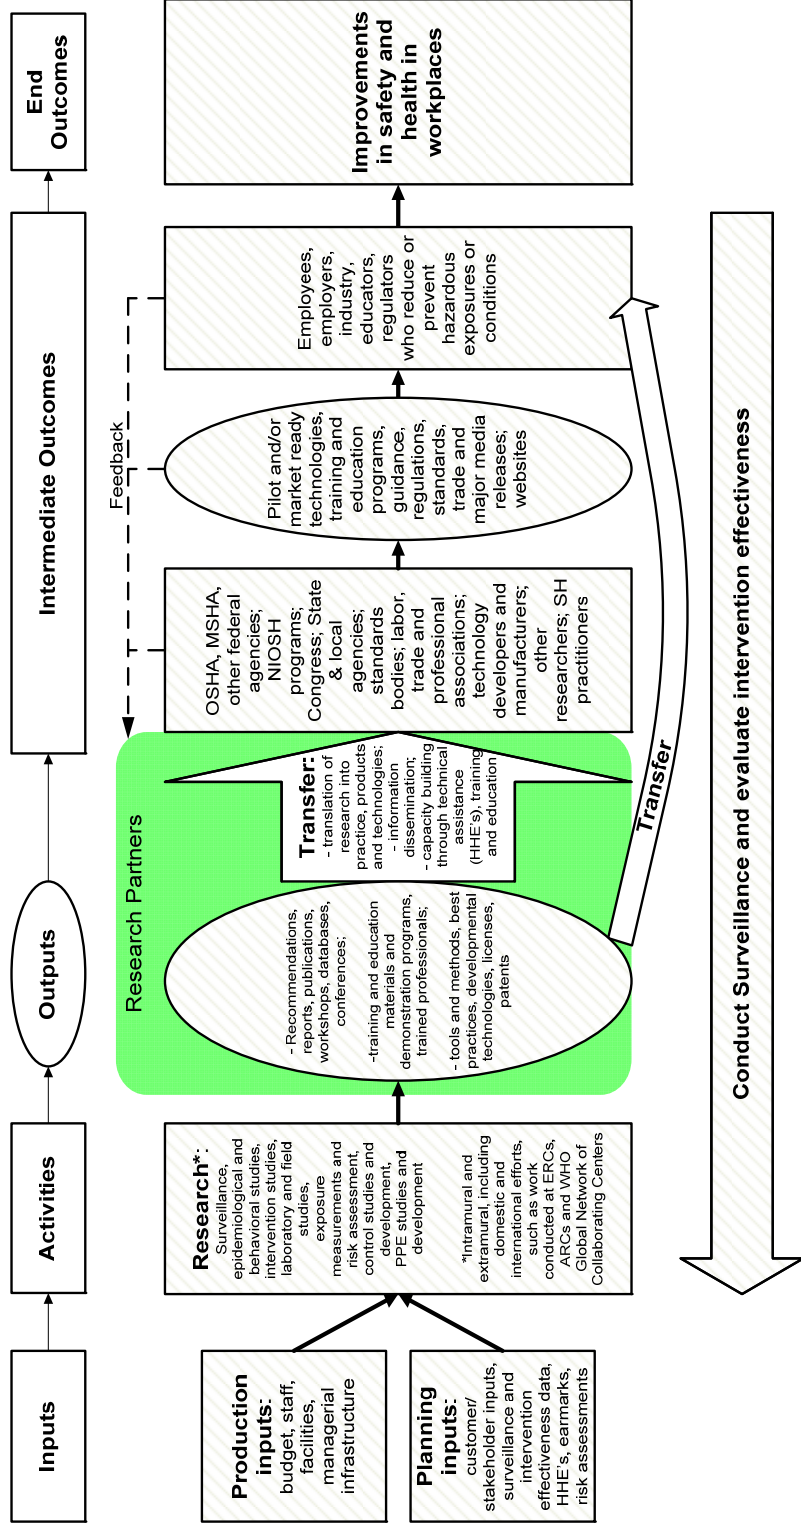 Inputs
Activities
Outputs
Intermediate Outcomes
End
Outcomes
Production
inputs:
budget, staff,
facilities,
managerial
infrastructure
Planning
inputs:
customer/
stakeholder inputs,
surveillance and
intervention
effectiveness data,
HHE's, earmarks,
risk assessments
Research*:
Surveillance,
epidemiological and
behavioral studies,
intervention studies,
laboratory and field
studies,
exposure
measurements and
risk assessment,
control studies and
development,
PPE studies and
development
*Intramural and
extramural, including
domestic and
international efforts,
such as work
conducted at ERCs,
ARCs and WHO
Global Network of
Collaborating Centers
Research Partners
- Recommendations,
reports, publications,
workshops, databases,
conferences;
-training and education
materials and
demonstration programs,
trained professionals;
- tools and methods, best
practices, developmental
technologies, licenses,
patents
Transfer:
- translation of
research into
practice, products
and technologies;
- information
dissemination;
- capacity building
through technical
assistance
(HHE's), training
and education
Feedback
OSHA, MSHA,
other federal
agencies;
NIOSH
programs;
Congress; State
& local
agencies;
standards
bodies; labor,
trade and
professional
associations;
technology
developers and
manufacturers;
other
researchers; SH
practitioners
Pilot and/or
market ready
technologies,
training and
education
programs,
guidance,
regulations,
standards,
trade and
major media
releases;
websites
Employees,
employers,
industry,
educators,
regulators
who reduce or
prevent
hazardous
exposures or
conditions
Improvements
in safety and
health in
workplaces
Transfer
Conduct Surveillance and evaluate intervention effectiveness